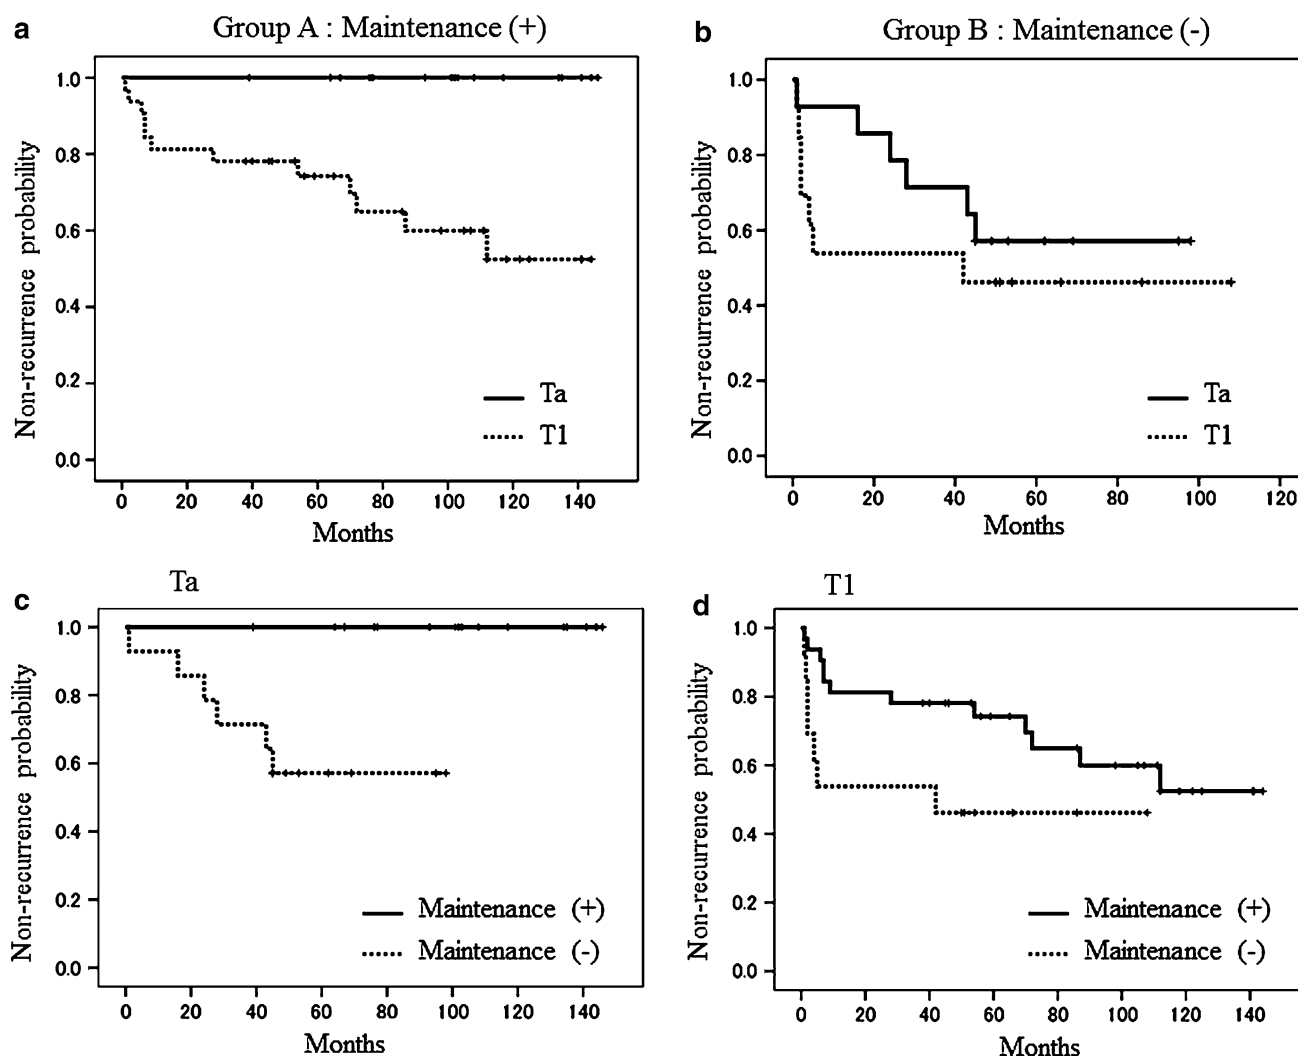 a
Group A : Maintenance (+)
1.0
0.8
0.6
0.4
0.2
0.0
Non-recurrence probability
Ta
T1
0 20 40 60 80 100 120 140
Months
b
Group B : Maintenance (-)
1.0
0.8
0.6
0.4
0.2
0.0
Non-recurrence probability
Ta
T1
0 20 40 60 80 100 120
Months
c
Ta
1.0
0.8
0.6
0.4
0.2
0.0
Non-recurrence probability
Maintenance (+)
Maintenance (-)
0 20 40 60 80 100 120 140
Months
d
T1
1.0
0.8
0.6
0.4
0.2
0.0
Non-recurrence probability
Maintenance (+)
Maintenance (-)
0 20 40 60 80 100 120 140
Months